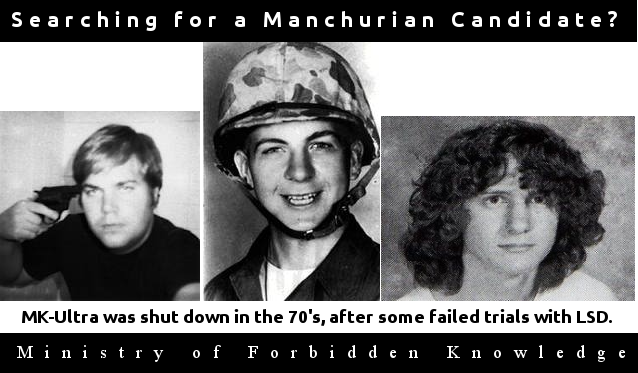 Searching for a Manchurian Candidate?
MK-Ultra was shut down in the 70's, after some failed trials with LSD.
Ministry of Forbidden Knowledge